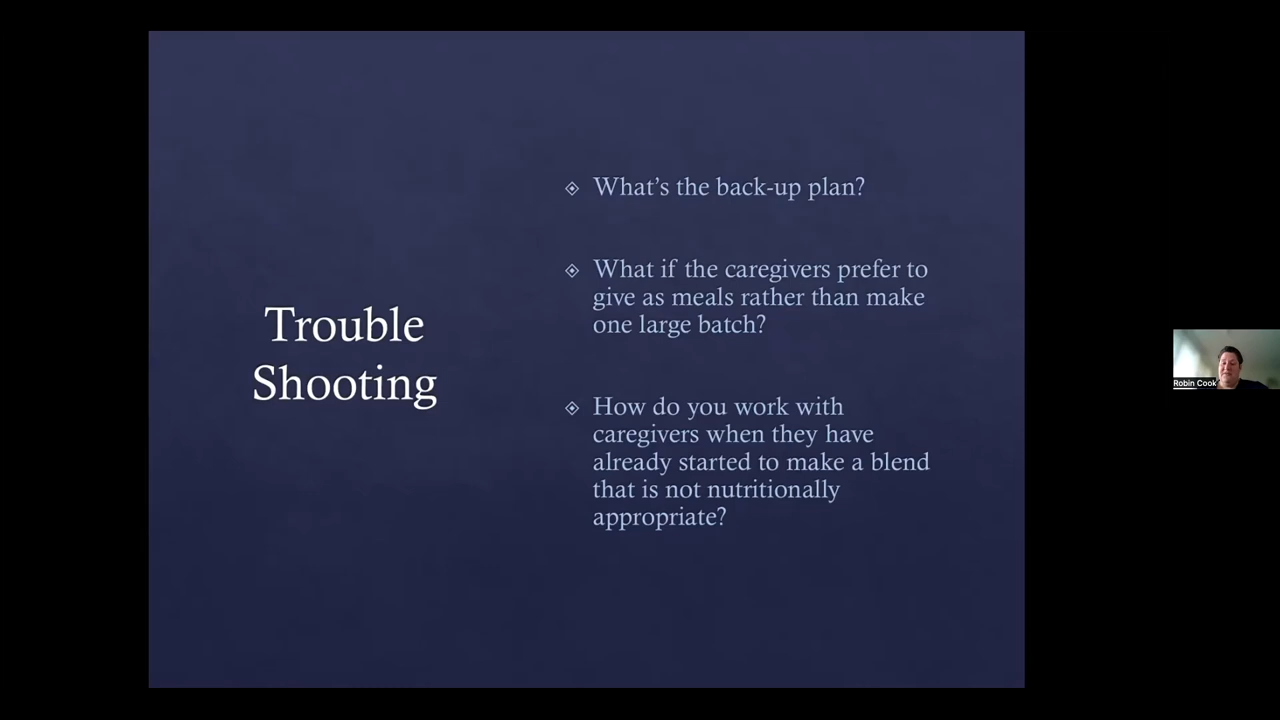 Trouble
Shooting
What’s the back-up plan?
What if the caregivers prefer to
give as meals rather than make
one large batch?
How do you work with
caregivers when they have
already started to make a blend
that is not nutritionally
appropriate?
Robin Cook